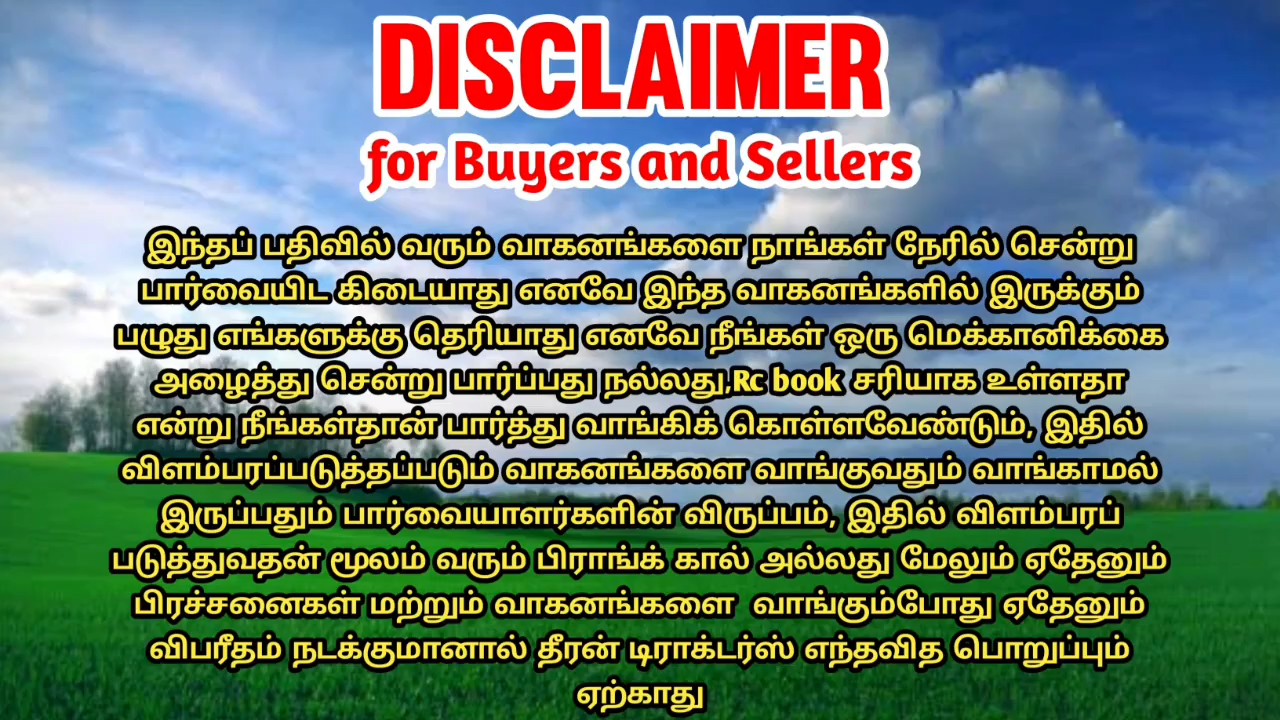 DISCLAIMER
for Buyers and Sellers
இந்தப் பதிவில் வரும் வாகனங்களை நாங்கள் நேரில் சென்று
பார்வையிட கிடையாது எனவே இந்த வாகனங்களில் இருக்கும்
பழுது எங்களுக்கு தெரியாது எனவே நீங்கள் ஒரு மெக்கானிக்கை
அழைத்து சென்று பார்ப்பது நல்லது,Rc book சரியாக உள்ளதா
என்று நீங்கள்தான் பார்த்து வாங்கிக் கொள்ளவேண்டும், இதில்
விளம்பரப்படுத்தப்படும் வாகனங்களை வாங்குவதும் வாங்காமல்
இருப்பதும் பார்வையாளர்களின் விருப்பம், இதில் விளம்பரப்
படுத்துவதன் மூலம் வரும் பிராங்க் கால் அல்லது மேலும் ஏதேனும்
பிரச்சனைகள் மற்றும் வாகனங்களை வாங்கும்போது ஏதேனும்
விபரீதம் நடக்குமானால் தீரன் டிராக்டர்ஸ் எந்தவித பொறுப்பும்
ஏற்காது